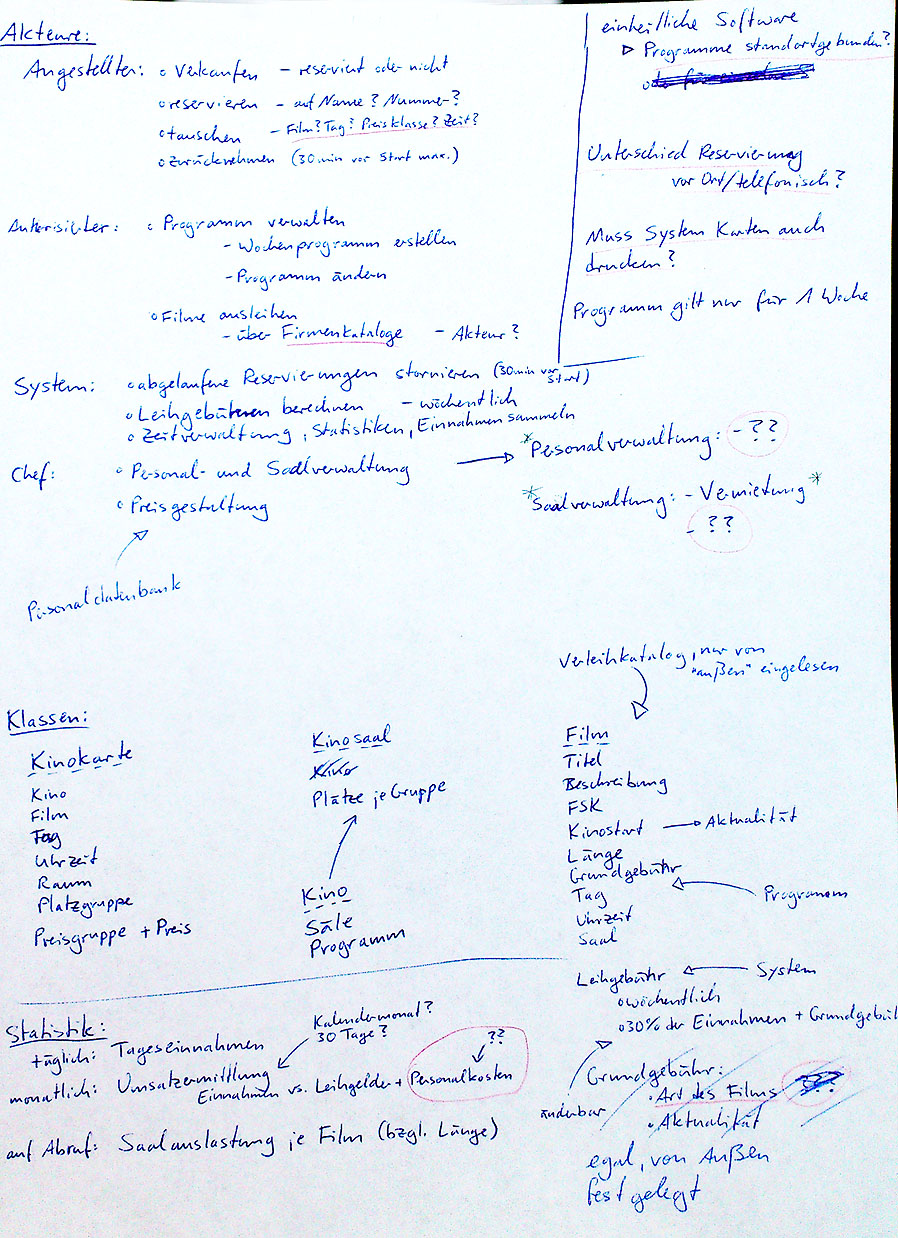 Akteure:
Angestellter: o Verkaufen - reserviert oder nicht
o reservieren - auf Name? Nummer?
o tauschen - Film? Tag? Preisklasse? Zeit?
o Zurücknehmen (30min vor Start max.)
Autorisierter: o Programm verwalten
- Wochenprogramm erstellen
- Programm ändern
o Filme ausleihen
- über Firmenkataloge - Akteur?
System: o abgelaufene Reservierungen stornieren (30min vor Start)
o Leihgebühren berechnen - wöchentlich
o Zeitverwaltung, Statistiken, Einnahmen sammeln
Chef: o Personal- und Saalverwaltung
o Preisgestaltung
Personaldatenbank
einheitliche Software
▷ Programme standortgebunden?
Unterschied Reservierung
vor Ort/telefonisch?
Muss System Karten auch
drucken?
Programm gilt nur für 1 Woche
* Personalverwaltung: - ??
* Saalverwaltung: - Vermietung *
- ??
Klassen:
Kinokarte
Kino
Film
Tag
Uhrzeit
Raum
Platzgruppe
Preisgruppe + Preis
Kinosaal
Kino
Plätze je Gruppe
Kino
Säle
Programm
Verleihkatalog, nur von
"außen" eingelesen
Film
Titel
Beschreibung
FSK
Kinostart → Aktualität
Länge
Grundgebühr
Tag ← Programm
Uhrzeit
Saal
Leihgebühr ← System
o wöchentlich
o 30% der Einnahmen + Grundgebüh
änderbar
Grundgebühr:
• Art des Films
• Aktualität
egal, von Außen
festgelegt
Statistik:
täglich: Tageseinnahmen
Kalendermonat?
30 Tage?
monatlich: Umsatzermittlung
??
Einnahmen vs. Leihgelder + Personalkosten
auf Abruf: Saalauslastung je Film (bzgl. Länge)